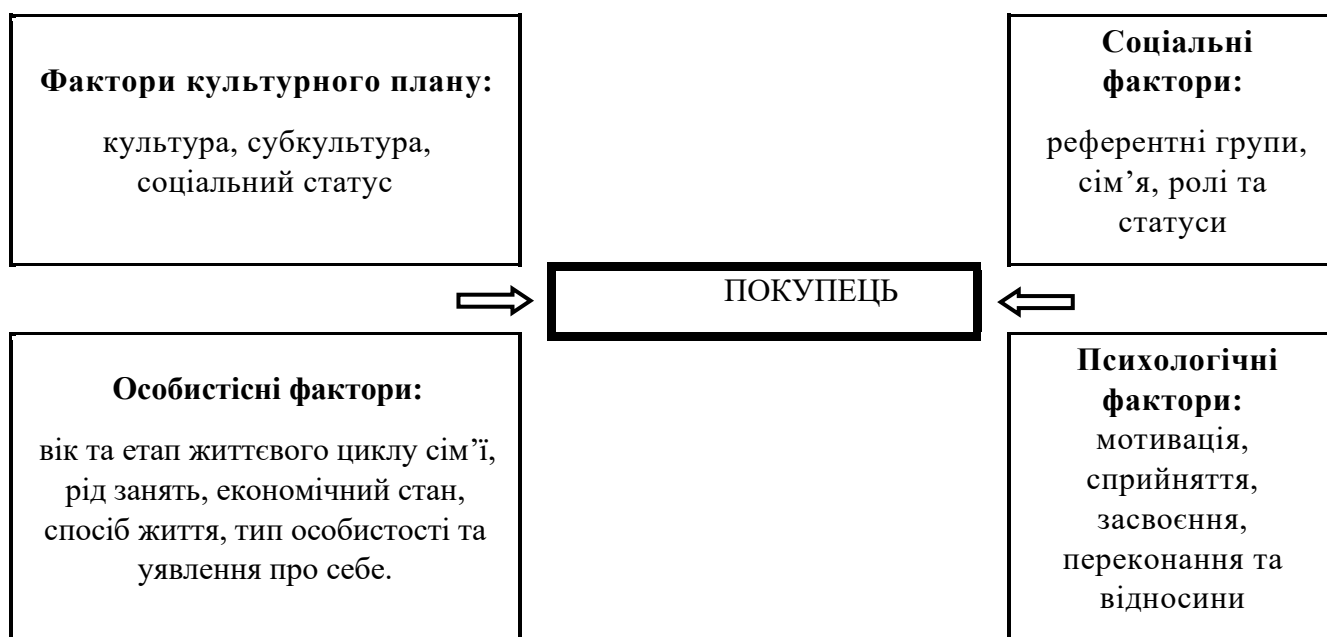 Фактори культурного плану:
культура, субкультура,
соціальний статус
Соціальні
фактори:
референтні групи,
сім’я, ролі та
статуси
ПОКУПЕЦЬ
Особистісні фактори:
вік та етап життєвого циклу сім’ї,
рід занять, економічний стан,
спосіб життя, тип особистості та
уявлення про себе.
Психологічні
фактори:
мотивація,
сприйняття,
засвоєння,
переконання та
відносини